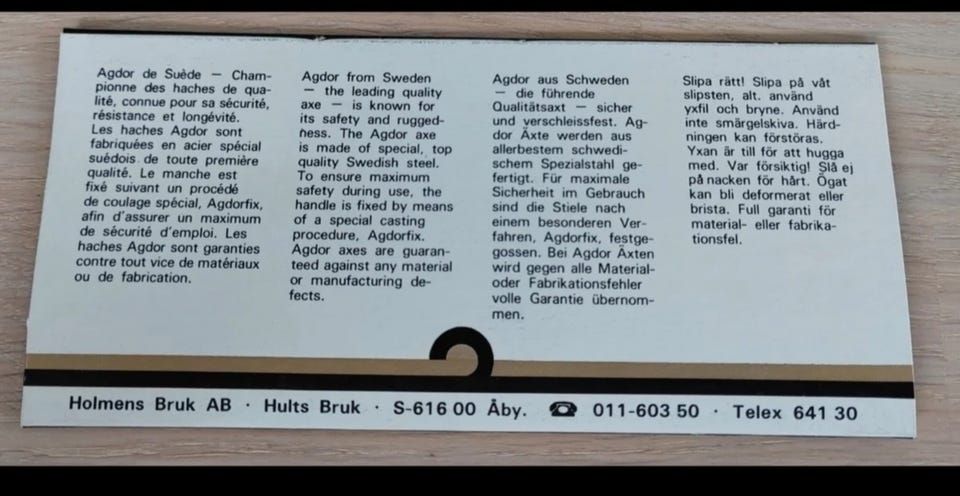 Agdor de Suède — Cham-
pionne des haches de qua-
lité, connue pour sa sécurité,
résistance et longévité.
Les haches Agdor sont
fabriquées en acier spécial
suédois de toute première
qualité. Le manche est
fixé suivant un procédé
de coulage spécial, Agdorfix,
afin d'assurer un maximum
de sécurité d'emploi. Les
haches Agdor sont garanties
contre tout vice de matériaux
ou de fabrication.
Agdor from Sweden
— the leading quality
axe — is known for
its safety and rugged-
ness. The Agdor axe
is made of special, top
quality Swedish steel.
To ensure maximum
safety during use, the
handle is fixed by means
of a special casting
procedure, Agdorfix.
Agdor axes are guaran-
teed against any material
or manufacturing de-
fects.
Agdor aus Schweden
— die führende
Qualitätsaxt — sicher
und verschleissfest. Ag-
dor Äxte werden aus
allerbestem schwedi-
schem Spezialstahl ge-
fertigt. Für maximale
Sicherheit im Gebrauch
sind die Stiele nach
einem besonderen Ver-
fahren, Agdorfix, festge-
gossen. Bei Agdor Äxten
wird gegen alle Material-
oder Fabrikationsfehler
volle Garantie übernom-
men.
Slipa rätt! Slipa på våt
slipsten, alt. använd
yxfil och bryne. Använd
inte smärgelskiva. Härd-
ningen kan förstöras.
Yxan är till för att hugga
med. Var försiktig! Slå ej
på nacken för hårt. Ögat
kan bli deformerat eller
brista. Full garanti för
material- eller fabrika-
tionsfel.
Holmens Bruk AB · Hults Bruk · S-616 00 Åby. ☎ 011-603 50 · Telex 641 30